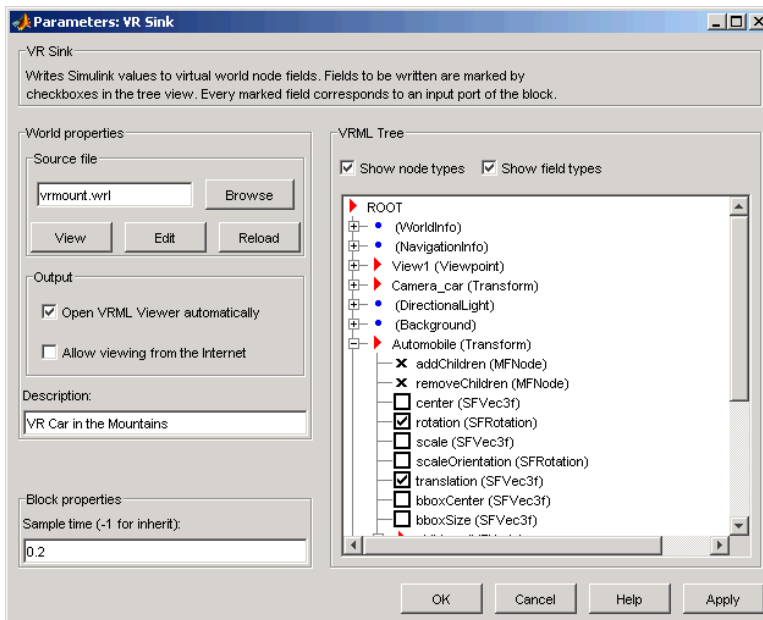 Parameters: VR Sink
VR Sink
Writes Simulink values to virtual world node fields. Fields to be written are marked by
checkboxes in the tree view. Every marked field corresponds to an input port of the block.
World properties
Source file
vrmount.wrl
Browse
View
Edit
Reload
Output
Open VRML Viewer automatically
Allow viewing from the Internet
Description:
VR Car in the Mountains
Block properties
Sample time (-1 for inherit):
0.2
VRML Tree
Show node types
Show field types
ROOT
(WorldInfo)
(NavigationInfo)
View1 (Viewpoint)
Camera_car (Transform)
(DirectionalLight)
(Background)
Automobile (Transform)
addChildren (MFNode)
removeChildren (MFNode)
center (SFVec3f)
rotation (SFRotation)
scale (SFVec3f)
scaleOrientation (SFRotation)
translation (SFVec3f)
bboxCenter (SFVec3f)
bboxSize (SFVec3f)
OK
Cancel
Help
Apply